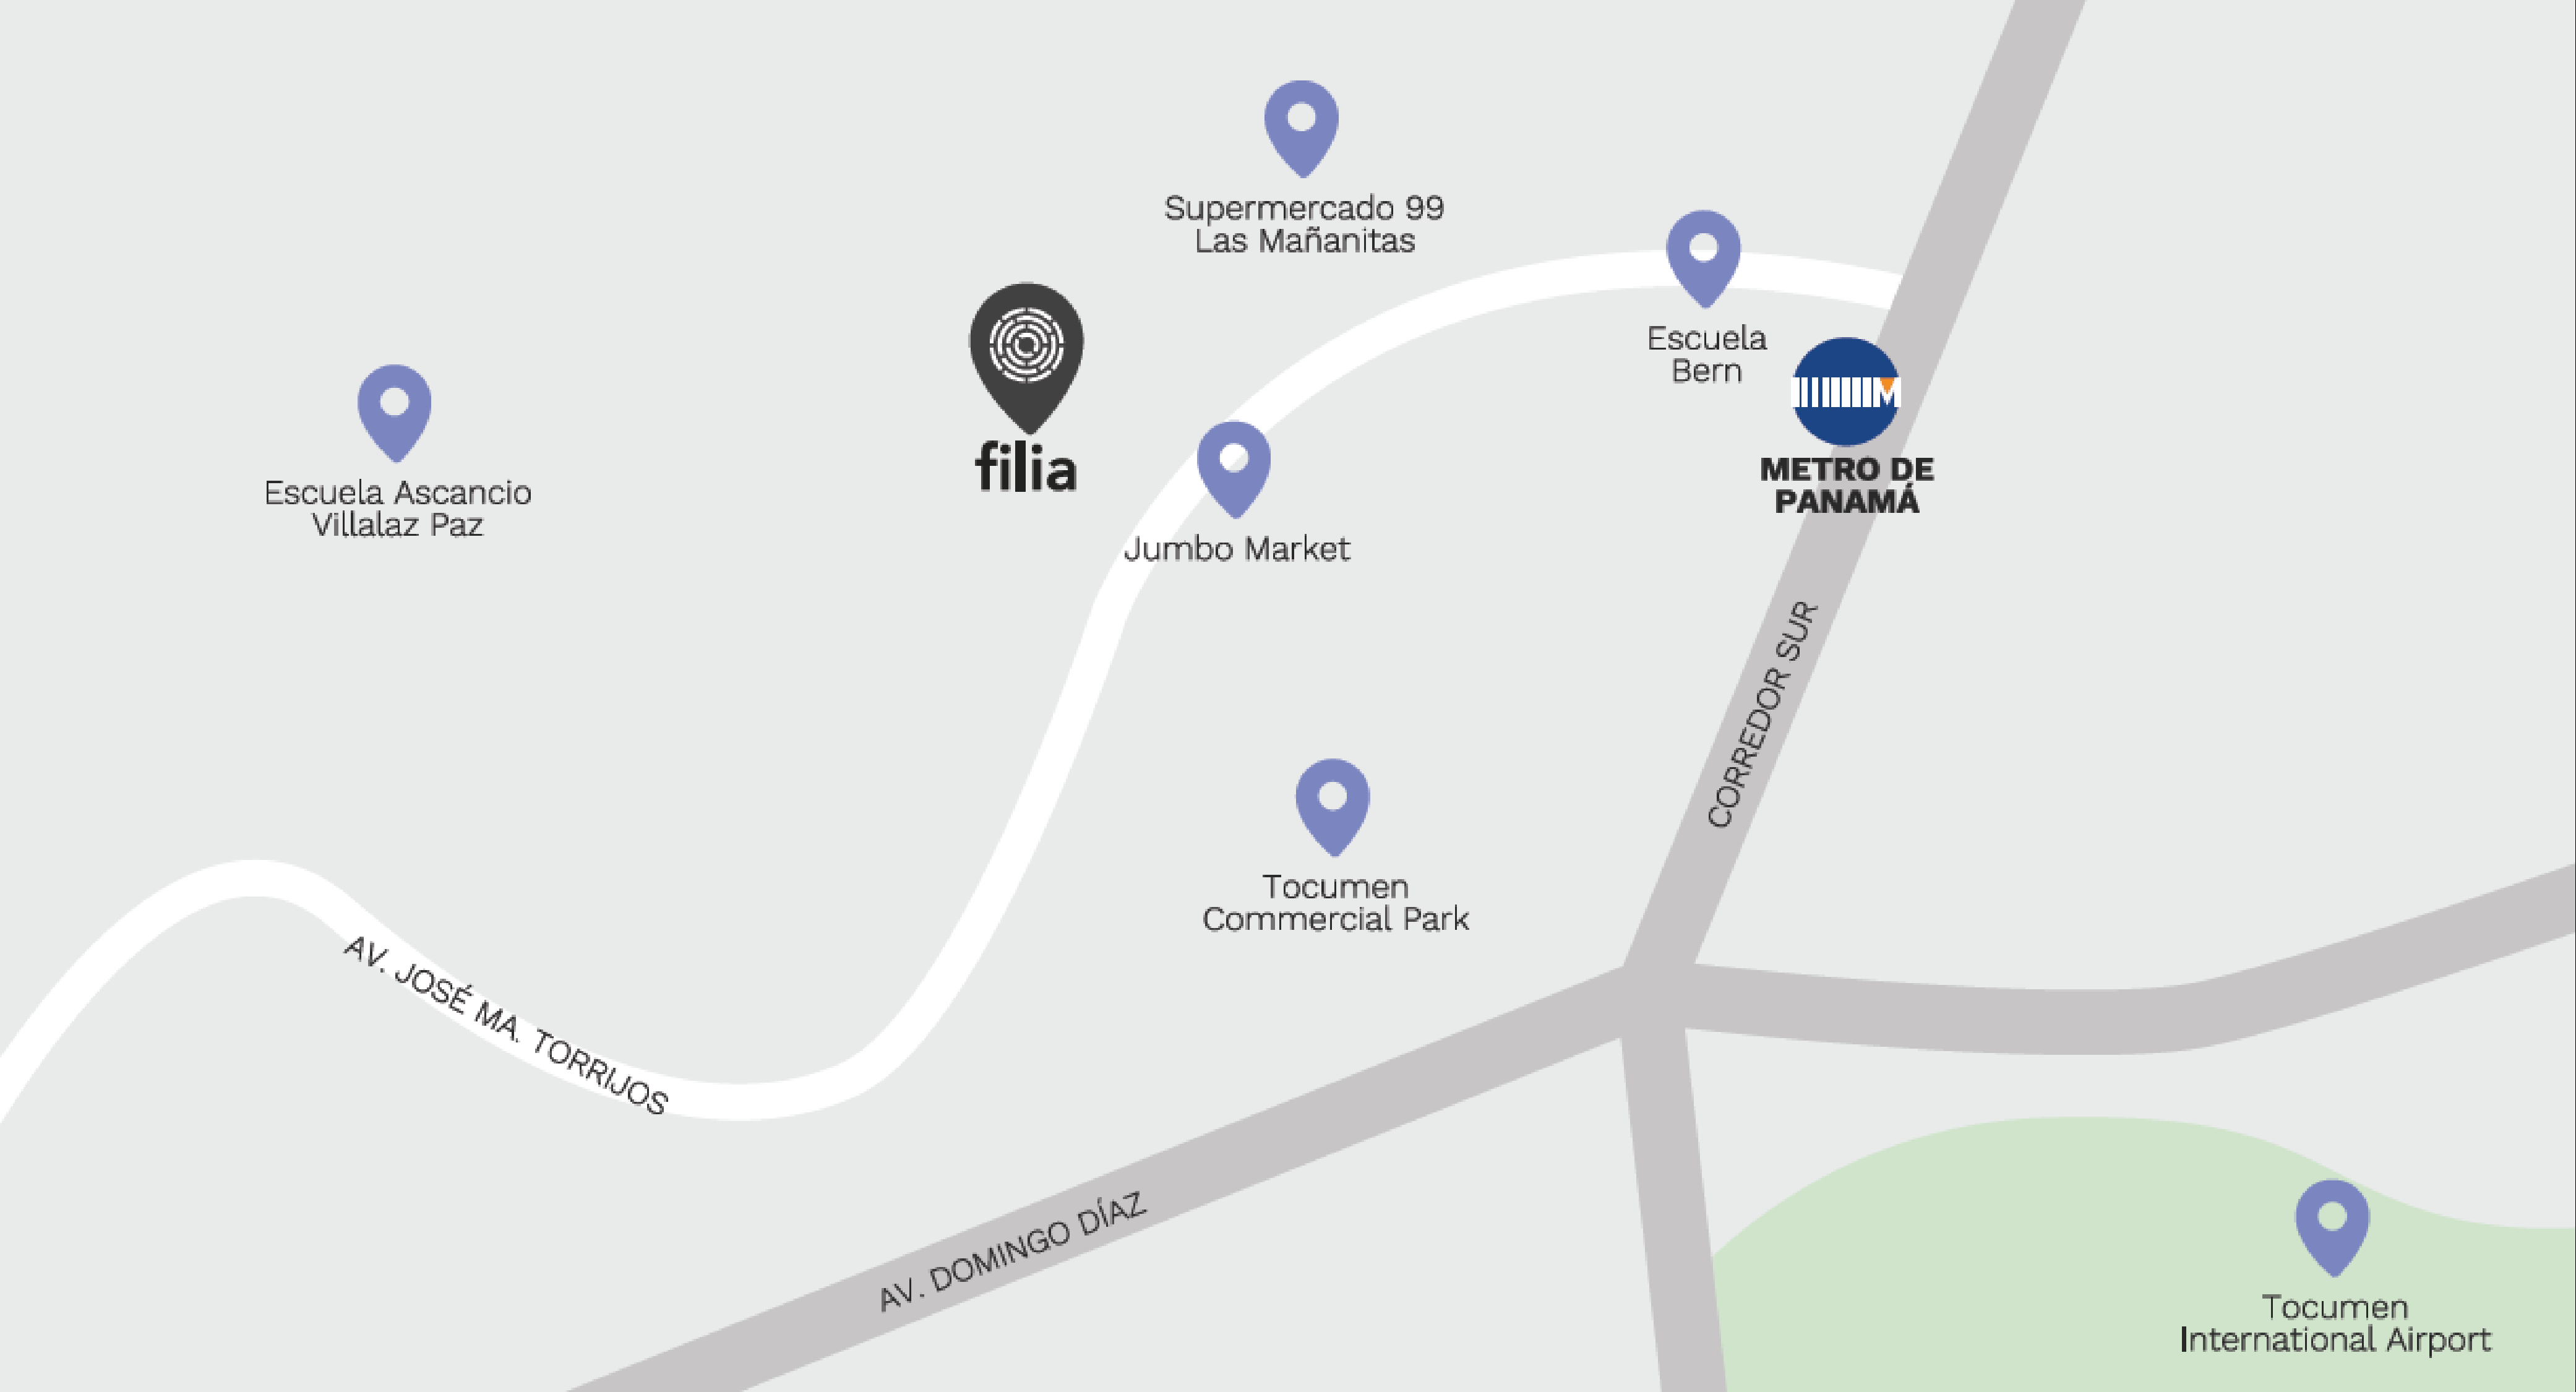 Supermercado 99
Las Mañanitas
Escuela
Bern
filia
METRO DE
PANAMÁ
Escuela Ascancio
Villalaz Paz
Jumbo Market
CORREDOR SUR
Tocumen
Commercial Park
AV. JOSÉ MA. TORRIJOS
AV. DOMINGO DÍAZ
Tocumen
International Airport